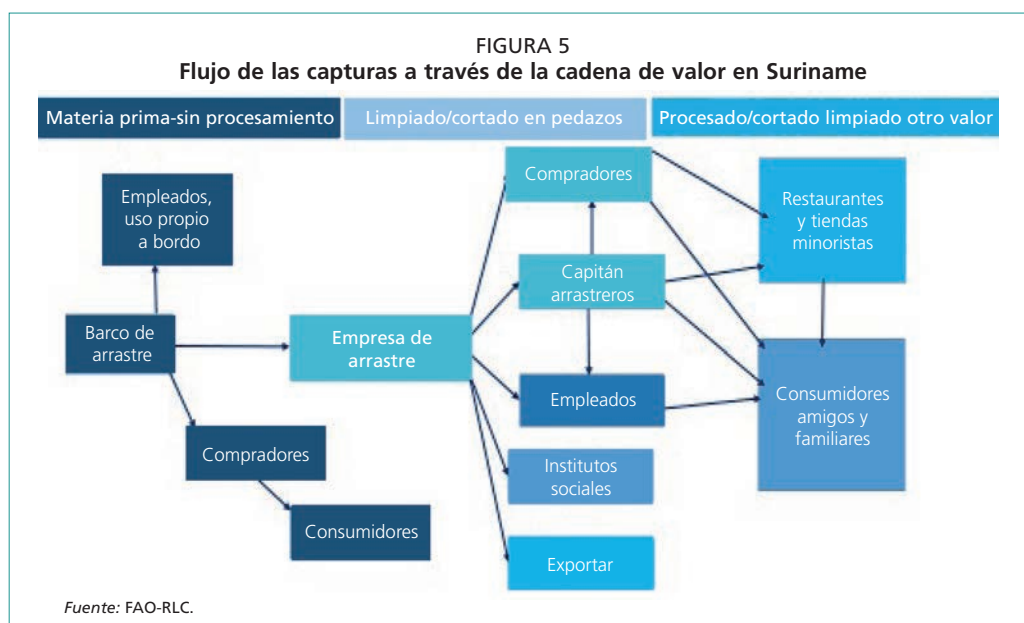 FIGURA 5
Flujo de las capturas a través de la cadena de valor en Suriname
Materia prima-sin procesamiento
Limpiado/cortado en pedazos
Procesado/cortado limpiado otro valor
Empleados,
uso propio
a bordo
Barco de
arrastre
Compradores
Consumidores
Empresa de
arrastre
Compradores
Capitán
arrastreros
Empleados
Institutos
sociales
Exportar
Restaurantes
y tiendas
minoristas
Consumidores
amigos y
familiares
Fuente: FAO-RLC.